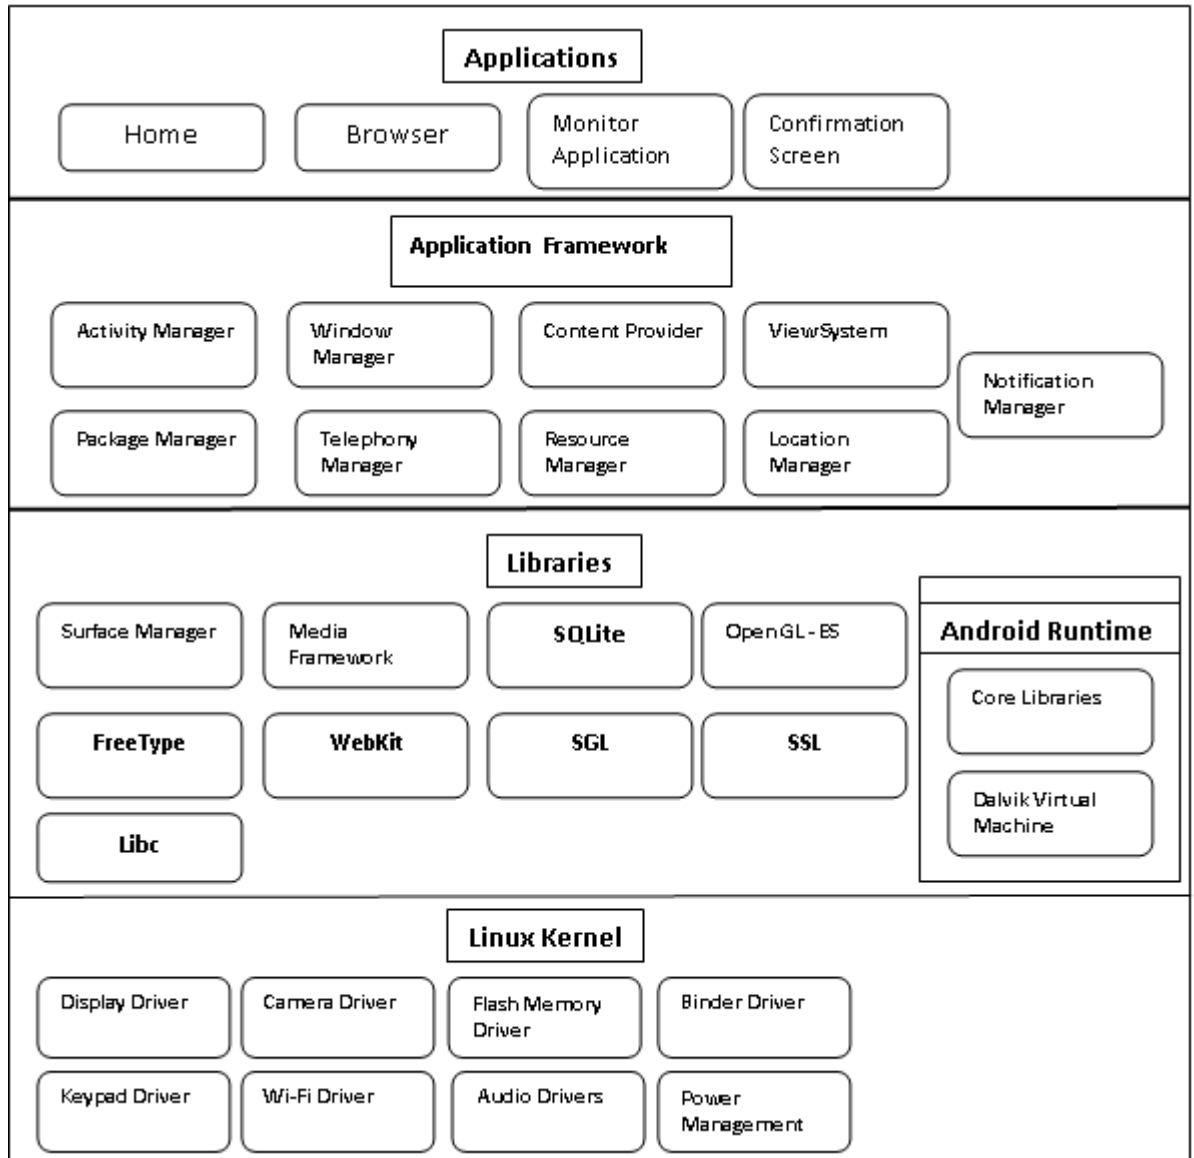 Applications
Home
Browser
Monitor
Application
Confirmation
Screen
Application Framework
Activity Manager
Window
Manager
Content Provider
ViewSystem
Notification
Manager
Package Manager
Telephony
Manager
Resource
Manager
Location
Manager
Libraries
Surface Manager
Media
Framework
SQLite
OpenGL-ES
FreeType
WebKit
SGL
SSL
Libc
Android Runtime
Core Libraries
Dalvik Virtual
Machine
Linux Kernel
Display Driver
Camera Driver
Flash Memory
Driver
Binder Driver
Keypad Driver
Wi-Fi Driver
Audio Drivers
Power
Management